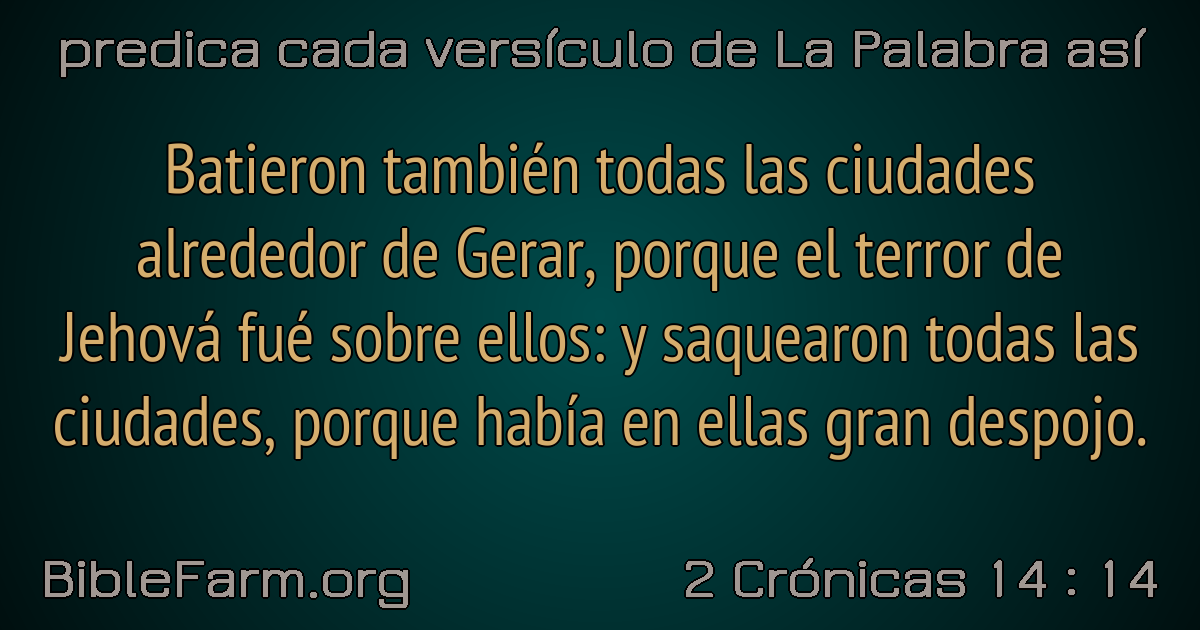 predica cada versículo de La Palabra así
Batieron también todas las ciudades
alrededor de Gerar, porque el terror de
Jehová fué sobre ellos: y saquearon todas las
ciudades, porque había en ellas gran despojo.
BibleFarm.org
2 Crónicas 14 : 14